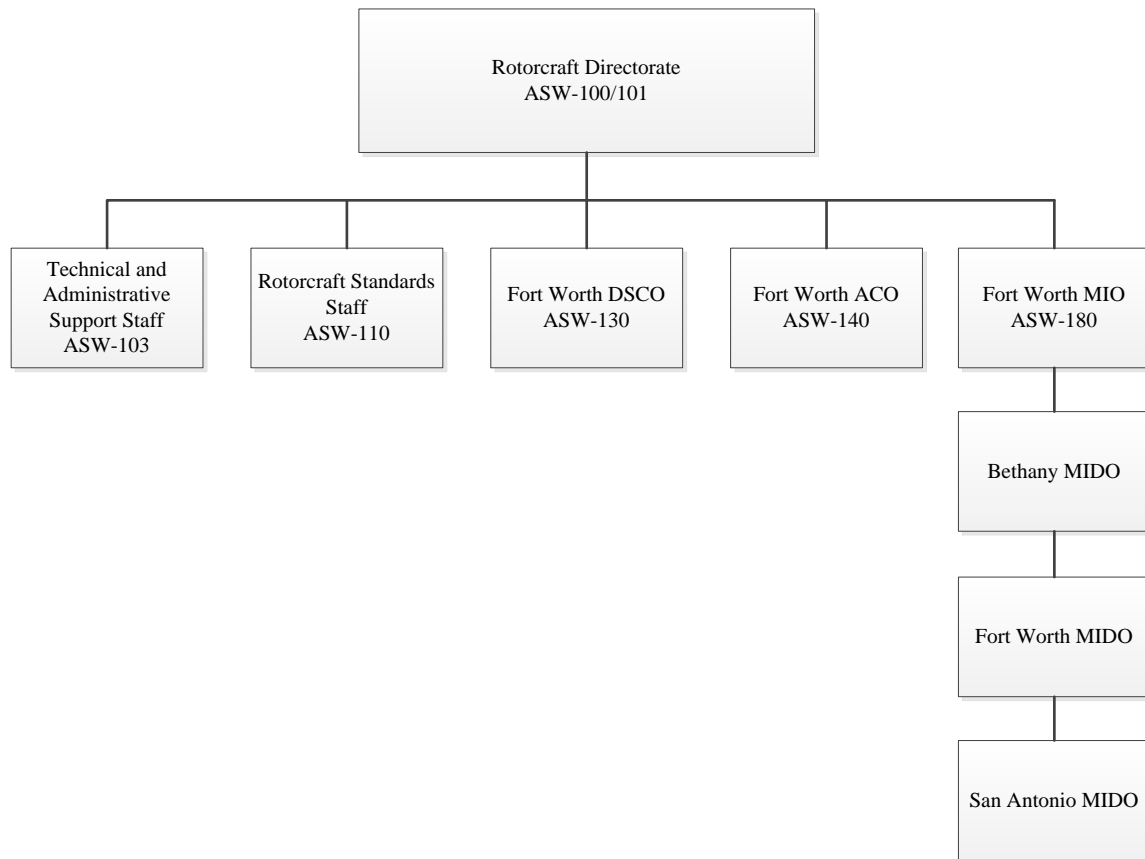 Rotorcraft Directorate
ASW-100/101
Technical and
Administrative
Support Staff
ASW-103
Rotorcraft Standards
Staff
ASW-110
Fort Worth DSCO
ASW-130
Fort Worth ACO
ASW-140
Fort Worth MIO
ASW-180
Bethany MIDO
Fort Worth MIDO
San Antonio MIDO